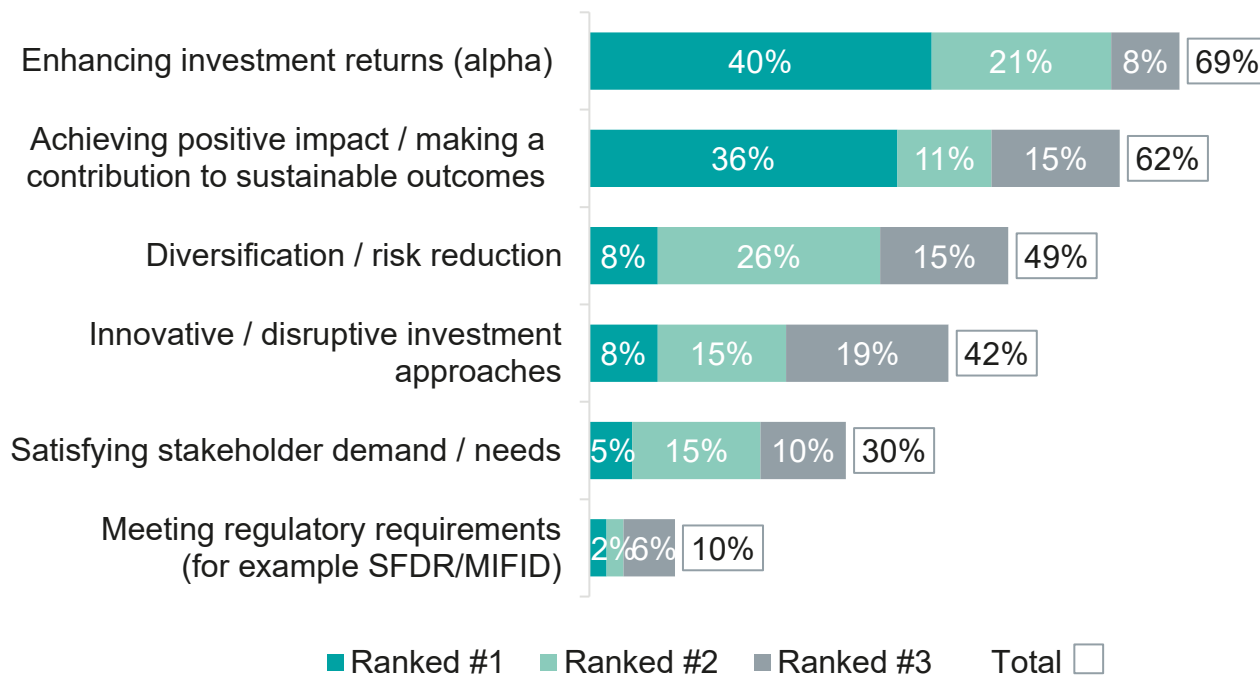 Enhancing investment returns (alpha)
40% 21% 8% 69%
Achieving positive impact / making a
contribution to sustainable outcomes
36% 11% 15% 62%
Diversification / risk reduction
8% 26% 15% 49%
Innovative / disruptive investment
approaches
8% 15% 19% 42%
Satisfying stakeholder demand / needs
5% 15% 10% 30%
Meeting regulatory requirements
(for example SFDR/MIFID)
2% 6% 10%
Ranked #1 Ranked #2 Ranked #3 Total